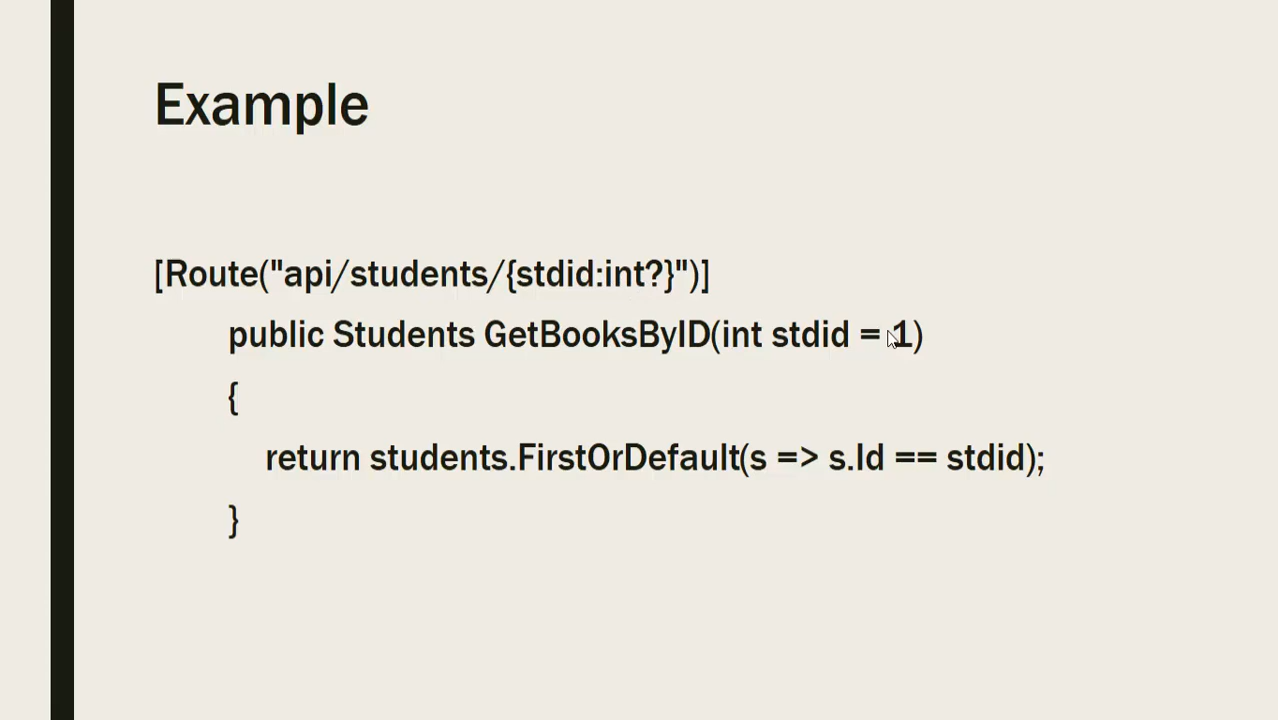 Example
[Route("api/students/{stdid:int?}")]
public Students GetBooksByID(int stdid = 1)
{
return students.FirstOrDefault(s => s.Id == stdid);
}